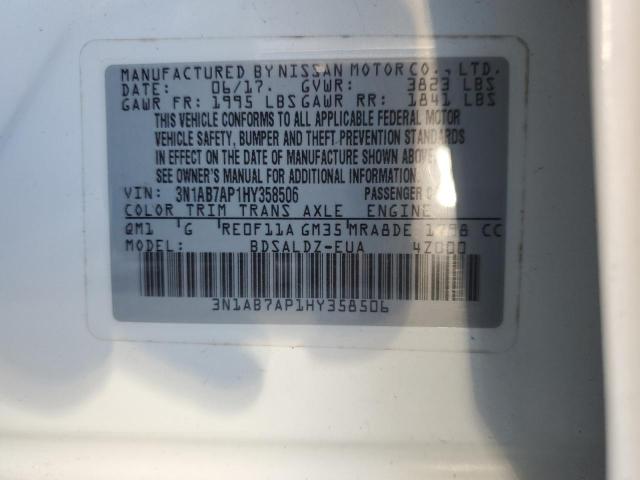 MANUFACTURED BY NISSAN MOTOR CO., LTD.
DATE: 06/17. GVWR: 3823 LBS
GAWR FR: 1995 LBS GAWR RR: 1841 LBS
THIS VEHICLE CONFORMS TO ALL APPLICABLE FEDERAL MOTOR
VEHICLE SAFETY, BUMPER AND THEFT PREVENTION STANDARDS
IN EFFECT ON THE DATE OF MANUFACTURE SHOWN ABOVE.
SEE OWNER'S MANUAL FOR ADDITIONAL INFORMATION
VIN: 3N1AB7AP1HY358506 PASSENGER
COLOR TRIM TRANS AXLE ENGINE
QM1 G RE0F11A GM35 MRA8DE 1798 CC
MODEL: BDSALDZ-EUA 4Z000
3N1AB7AP1HY358506